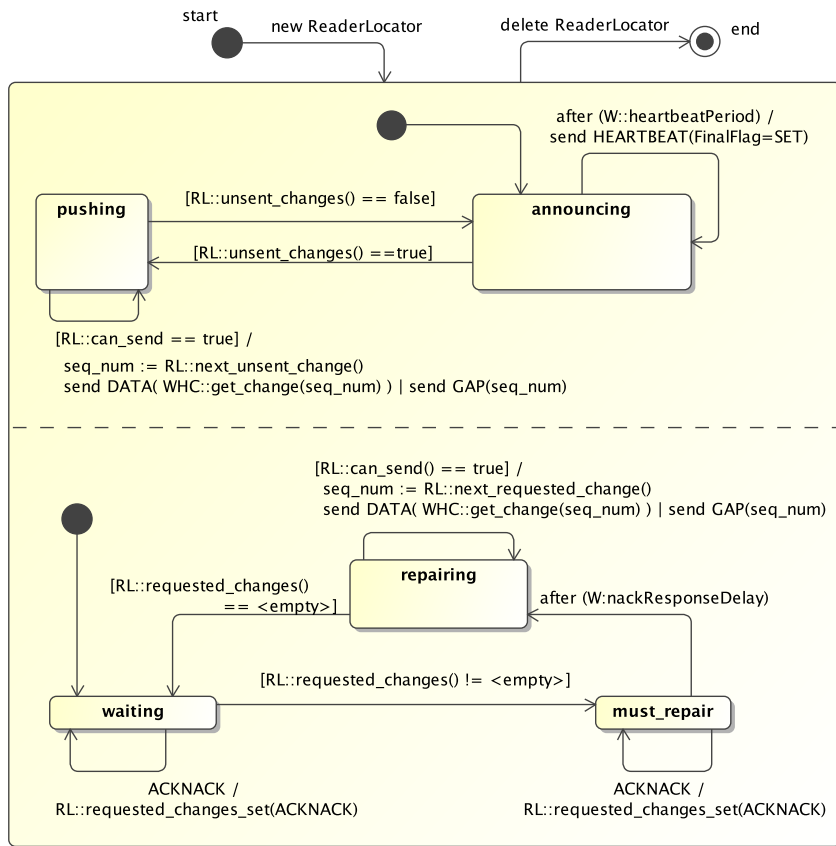 start
new ReaderLocator
delete ReaderLocator
end
after (W::heartbeatPeriod) /
send HEARTBEAT(FinalFlag=SET)
pushing
[RL::unsent_changes() == false]
announcing
[RL::unsent_changes() ==true]
[RL::can_send == true] /
seq_num := RL::next_unsent_change()
send DATA( WHC::get_change(seq_num) ) | send GAP(seq_num)
[RL::can_send() == true] /
seq_num := RL::next_requested_change()
send DATA( WHC::get_change(seq_num) ) | send GAP(seq_num)
repairing
[RL::requested_changes()
== <empty>]
after (W:nackResponseDelay)
[RL::requested_changes() != <empty>]
waiting
must_repair
ACKNACK /
RL::requested_changes_set(ACKNACK)
ACKNACK /
RL::requested_changes_set(ACKNACK)